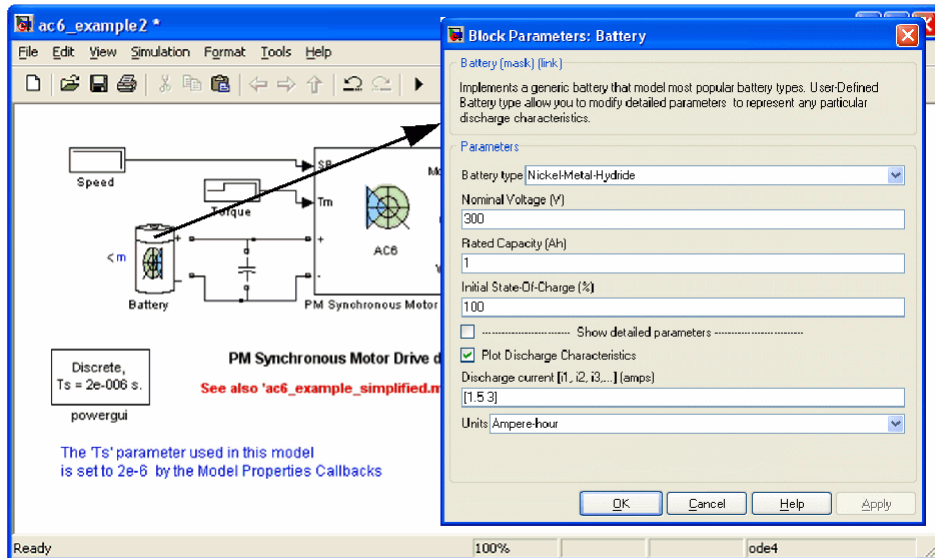 ac6_example2 *
File Edit View Simulation Format Tools Help
Speed
Torque
SP
Tm
+
-
AC6
PM Synchronous Motor
< m
+
-
Battery
Discrete,
Ts = 2e-006 s.
powergui
PM Synchronous Motor Drive d
See also 'ac6_example_simplified.m
The 'Ts' parameter used in this model
is set to 2e-6 by the Model Properties Callbacks
Ready
100%
ode4
Block Parameters: Battery
Battery (mask) (link)
Implements a generic battery that model most popular battery types. User-Defined
Battery type allow you to modify detailed parameters to represent any particular
discharge characteristics.
Parameters
Battery type Nickel-Metal-Hydride
Nominal Voltage (V)
300
Rated Capacity (Ah)
1
Initial State-Of-Charge (%)
100
---------------------------- Show detailed parameters ----------------------------
Plot Discharge Characteristics
Discharge current [i1, i2, i3,...] (amps)
[1.5 3]
Units Ampere-hour
OK Cancel Help Apply